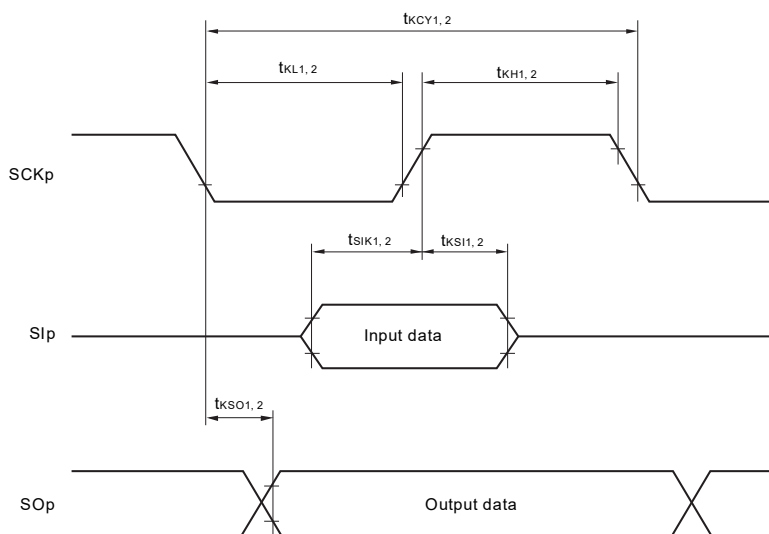 tKCY1, 2
tKL1, 2
tKH1, 2
SCKp
tSIK1, 2
tKSI1, 2
SIp
Input data
tKSO1, 2
SOp
Output data